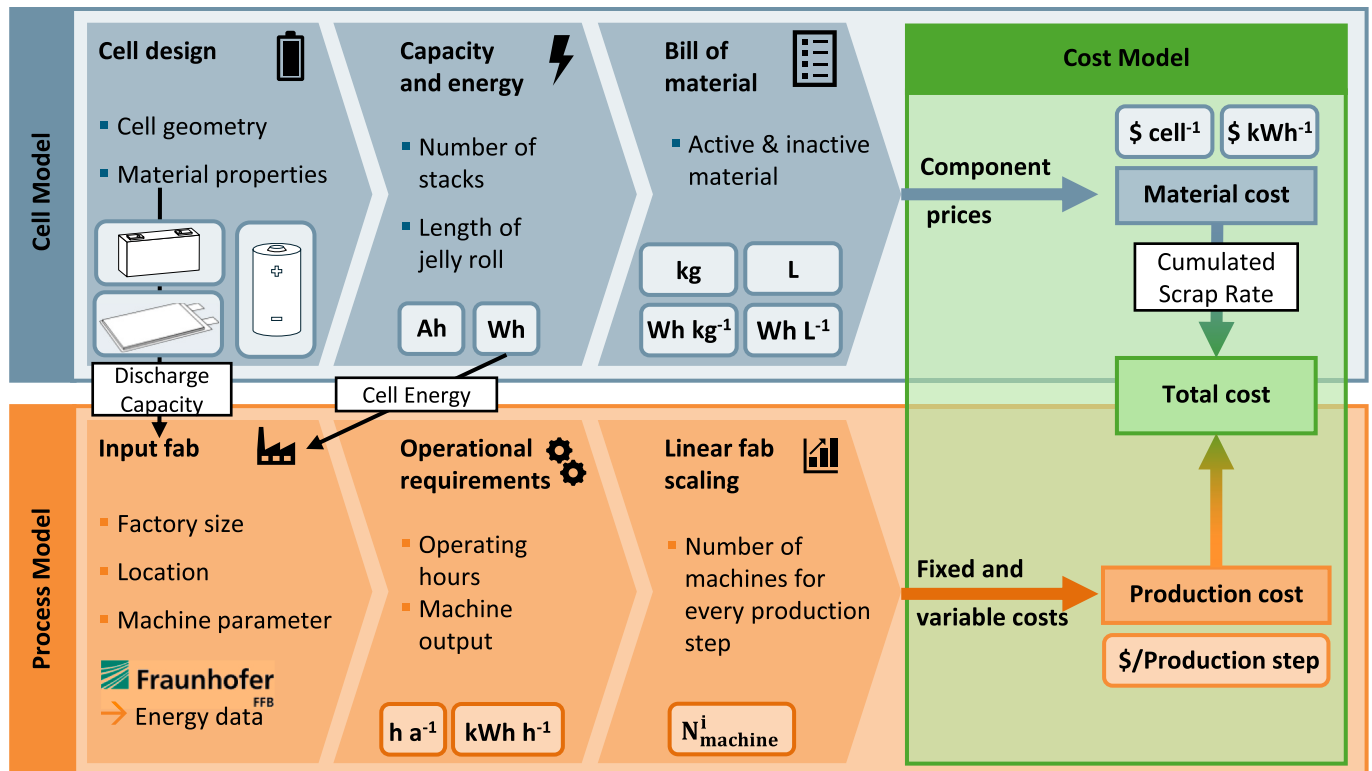 Cell Model
Cell design
Cell geometry
Material properties
Capacity
and energy
Number of
stacks
Length of
jelly roll
Ah
Wh
Bill of
material
Active & inactive
material
kg
L
Wh kg⁻¹
Wh L⁻¹
Component
prices
Cost Model
$ cell⁻¹
$ kWh⁻¹
Material cost
Cumulated
Scrap Rate
Total cost
Discharge
Capacity
Cell Energy
Process Model
Input fab
Factory size
Location
Machine parameter
Fraunhofer
FFB
Energy data
Operational
requirements
Operating
hours
Machine
output
h a⁻¹
kWh h⁻¹
Linear fab
scaling
Number of
machines for
every production
step
N^i_machine
Fixed and
variable costs
Production cost
$/Production step